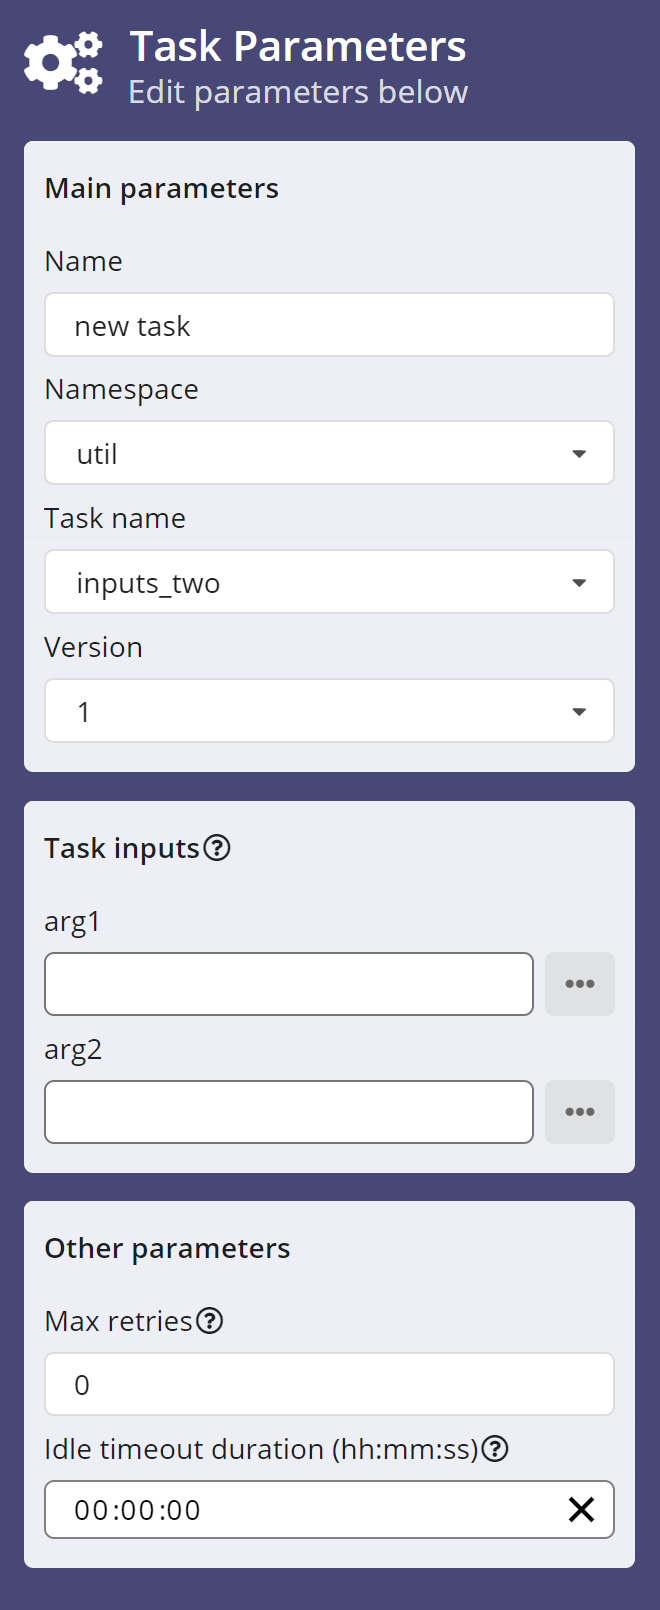 Task Parameters
Edit parameters below
Main parameters
Name
new task
Namespace
util
Task name
inputs_two
Version
1
Task inputs
arg1
arg2
Other parameters
Max retries
0
Idle timeout duration (hh:mm:ss)
00:00:00